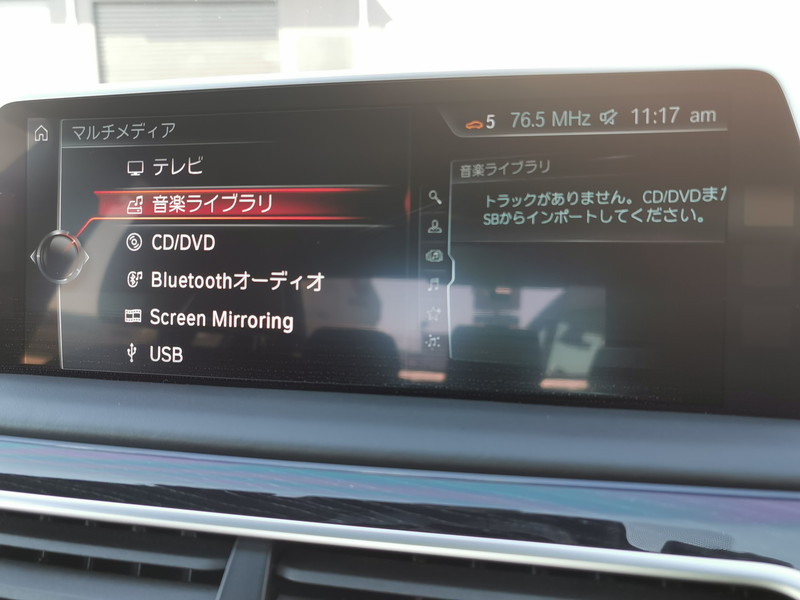 5 76.5 MHz 11:17 am
マルチメディア
テレビ
音楽ライブラリ
CD/DVD
Bluetoothオーディオ
Screen Mirroring
USB
音楽ライブラリ
トラックがありません。CD/DVDまた
SBからインポートしてください。